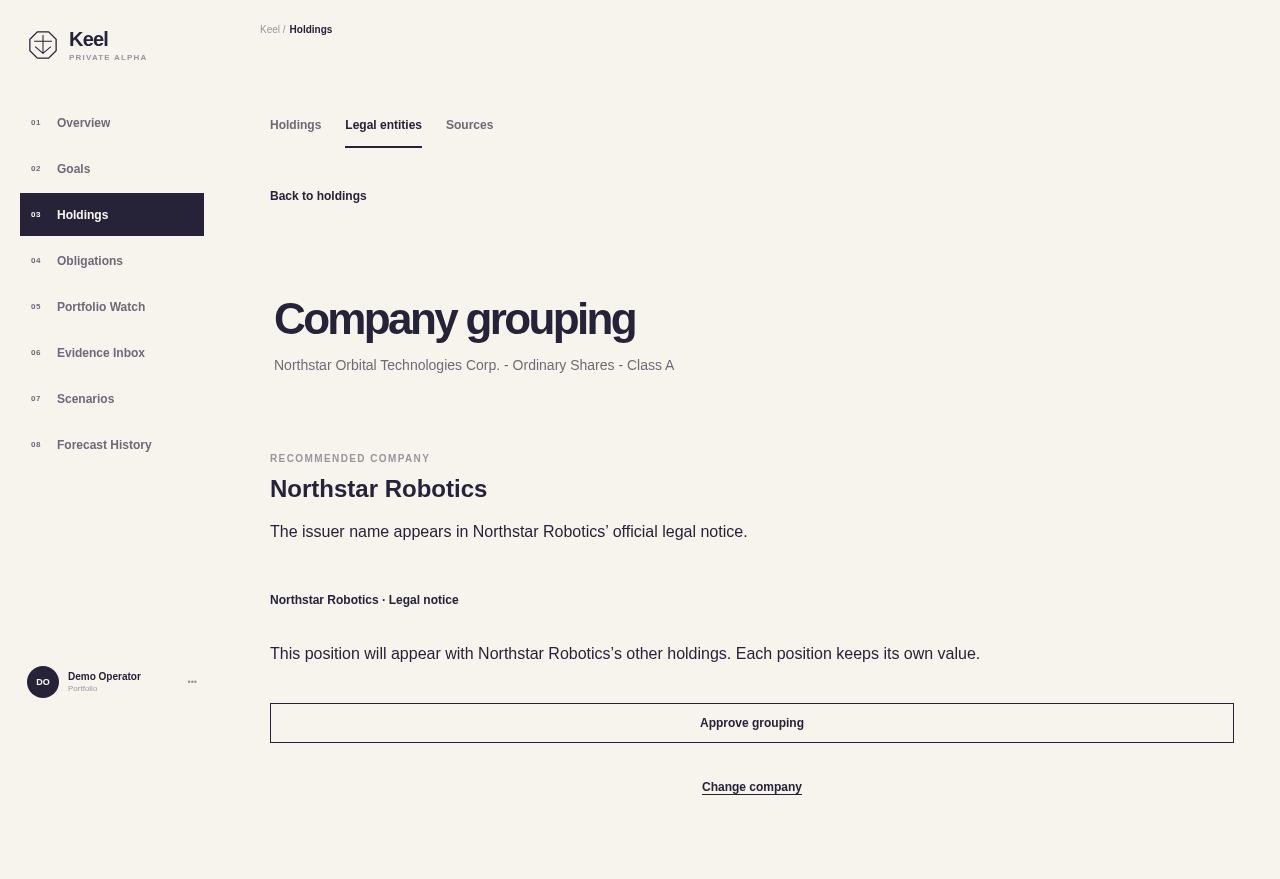 Keel
PRIVATE ALPHA
01 Overview
02 Goals
03 Holdings
04 Obligations
05 Portfolio Watch
06 Evidence Inbox
07 Scenarios
08 Forecast History
DO
Demo Operator
Portfolio
•••
Keel / Holdings
Holdings Legal entities Sources
Back to holdings
Company grouping
Northstar Orbital Technologies Corp. - Ordinary Shares - Class A
RECOMMENDED COMPANY
Northstar Robotics
The issuer name appears in Northstar Robotics’ official legal notice.
Northstar Robotics · Legal notice
This position will appear with Northstar Robotics’s other holdings. Each position keeps its own value.
Approve grouping
Change company